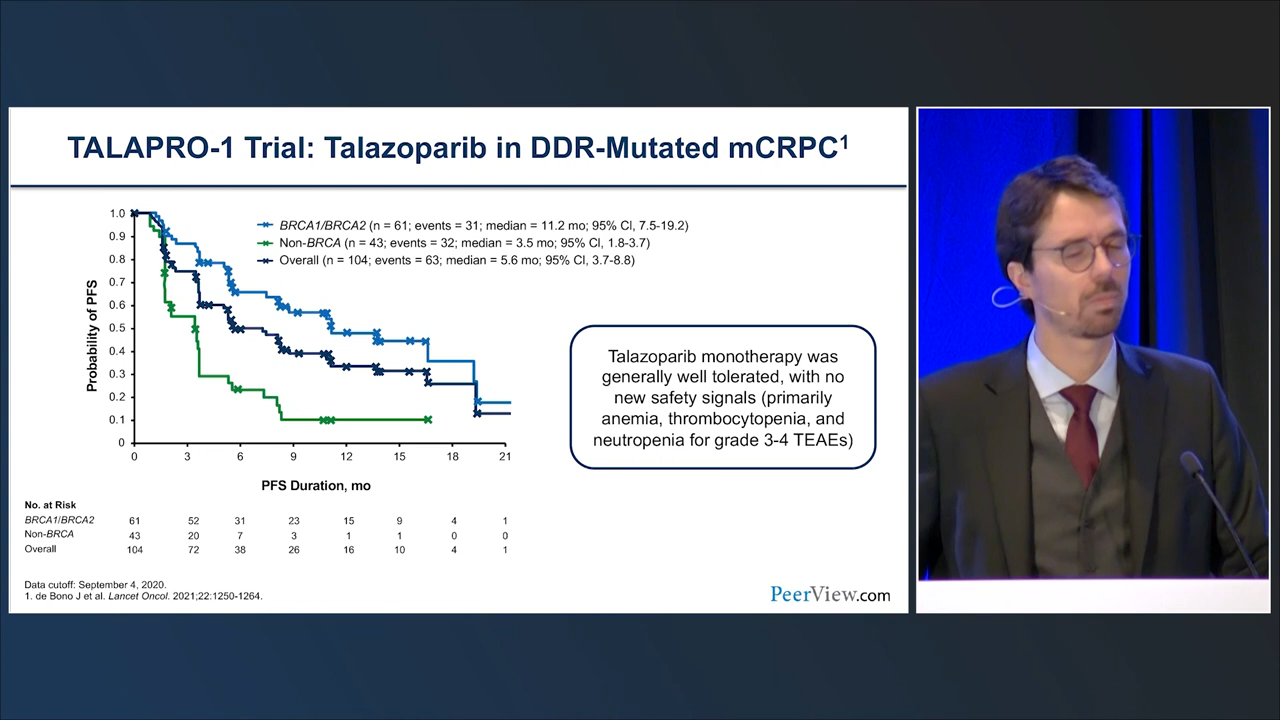 TALAPRO-1 Trial: Talazoparib in DDR-Mutated mCRPC1
BRCA1/BRCA2 (n = 61; events = 31; median = 11.2 mo; 95% CI, 7.5-19.2)
Non-BRCA (n = 43; events = 32; median = 3.5 mo; 95% CI, 1.8-3.7)
Overall (n = 104; events = 63; median = 5.6 mo; 95% CI, 3.7-8.8)
Probability of PFS
1.0
0.9
0.8
0.7
0.6
0.5
0.4
0.3
0.2
0.1
0
0 3 6 9 12 15 18 21
PFS Duration, mo
Talazoparib monotherapy was
generally well tolerated, with no
new safety signals (primarily
anemia, thrombocytopenia, and
neutropenia for grade 3-4 TEAEs)
No. at Risk
BRCA1/BRCA2 61 52 31 23 15 9 4 1
Non-BRCA 43 20 7 3 1 1 0 0
Overall 104 72 38 26 16 10 4 1
Data cutoff: September 4, 2020.
1. de Bono J et al. Lancet Oncol. 2021;22:1250-1264.
PeerView.com